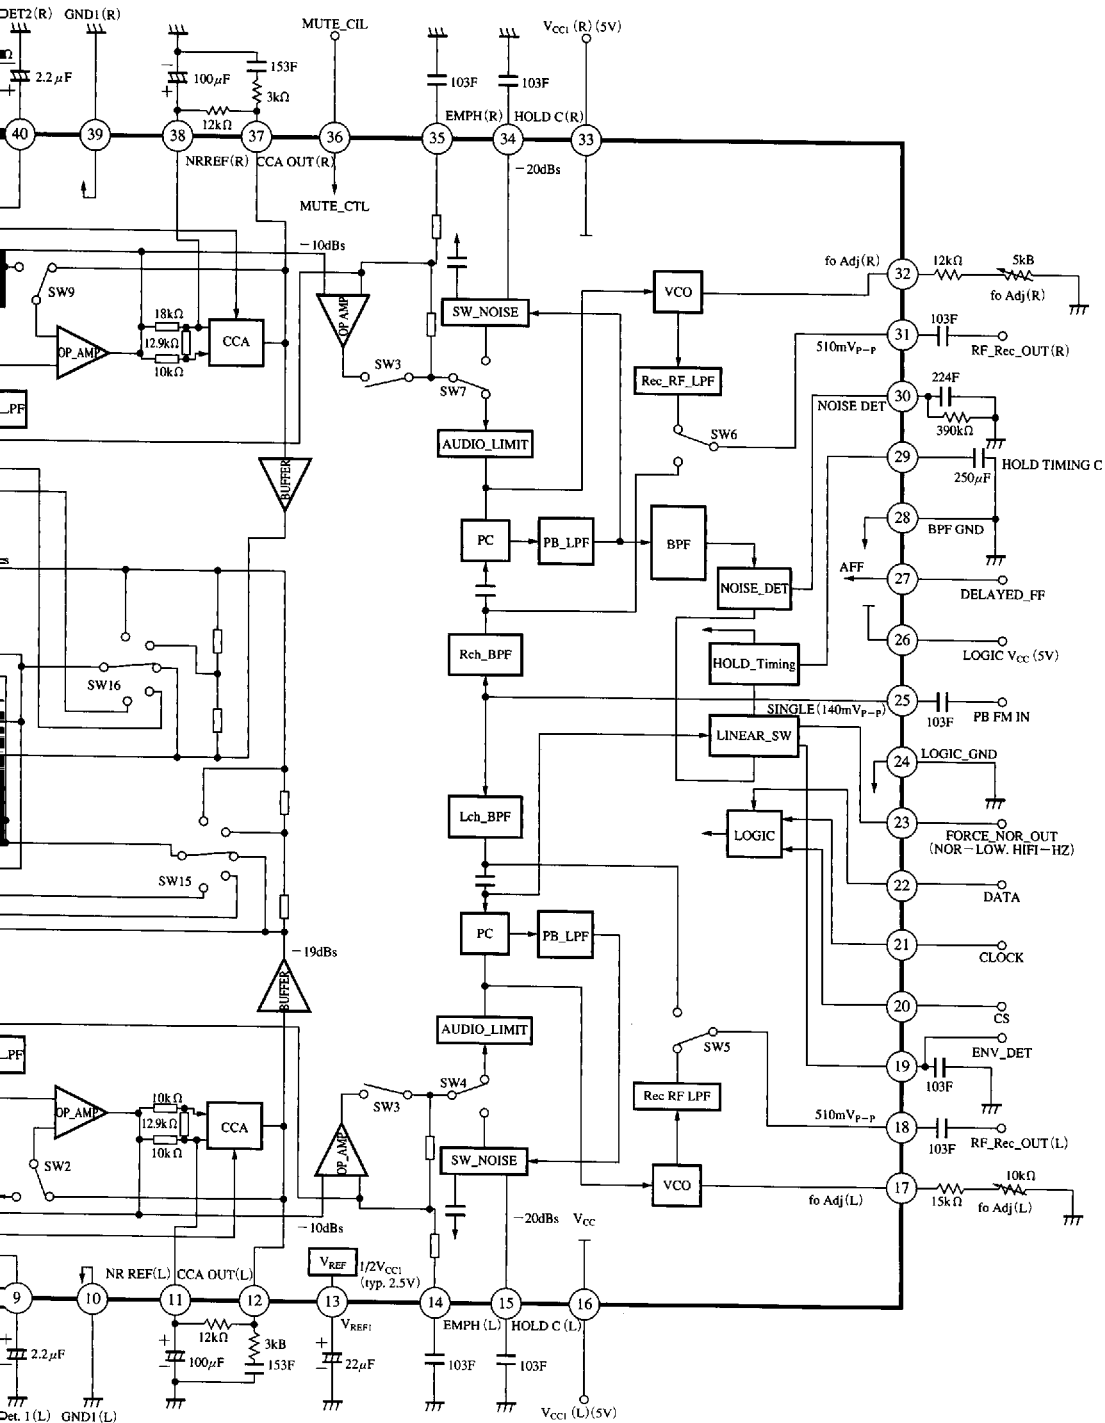 DET2(R) GND1(R)
MUTE_CIL
VCC1 (R)(5V)
Ω
2.2μF
−
100μF
+
153F
3kΩ
12kΩ
103F
103F
+
EMPH(R)
HOLD C(R)
40
39
38
37
36
35
34
33
NRREF(R)
CCA OUT(R)
−20dBs
MUTE_CTL
−10dBs
fo Adj(R)
32
12kΩ
5kB
fo Adj(R)
SW9
OP AMP
SW_NOISE
VCO
18kΩ
12.9kΩ
10kΩ
OP_AMP
CCA
103F
31
510mVP−P
RF_Rec_OUT(R)
SW3
SW7
Rec_RF_LPF
LPF
AUDIO_LIMIT
SW6
NOISE DET
30
224F
390kΩ
BUFFER
29
250μF
HOLD TIMING C
PC
PB_LPF
BPF
28
BPF GND
s
NOISE_DET
AFF
27
DELAYED_FF
SW16
Rch_BPF
HOLD_Timing
26
LOGIC VCC (5V)
SINGLE(140mVP−P)
25
103F
PB FM IN
LINEAR_SW
24
LOGIC_GND
Lch_BPF
LOGIC
23
FORCE_NOR_OUT
(NOR−LOW. HIFI−HZ)
SW15
22
DATA
PC
PB_LPF
21
CLOCK
−19dBs
BUFFER
20
CS
AUDIO_LIMIT
SW5
ENV_DET
LPF
19
103F
SW4
SW3
Rec RF LPF
OP_AMP
10kΩ
12.9kΩ
10kΩ
CCA
510mVP−P
18
103F
RF_Rec_OUT(L)
SW2
OP_AMP
SW_NOISE
VCO
17
fo Adj(L)
15kΩ
10kΩ
fo Adj(L)
−10dBs
−20dBs
VCC
NR REF(L)
CCA OUT(L)
VREF
1/2VCC1
(typ. 2.5V)
9
10
11
12
13
14
15
16
VREF1
EMPH (L)
HOLD C (L)
+
−
2.2μF
+
−
100μF
12kΩ
3kB
153F
+
−
22μF
103F
103F
Det. 1(L) GND1(L)
VCC1 (L)(5V)